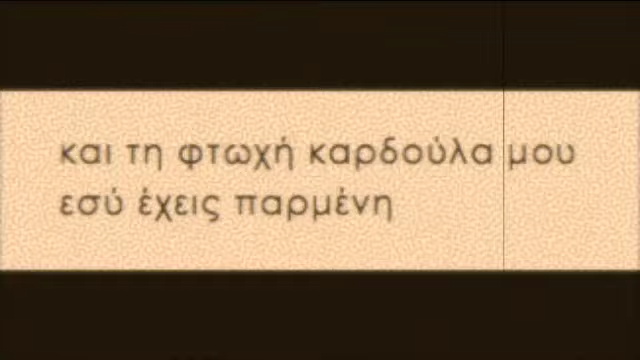 και τη φτωχή καρδούλα μου
εσύ έχεις παρμένη